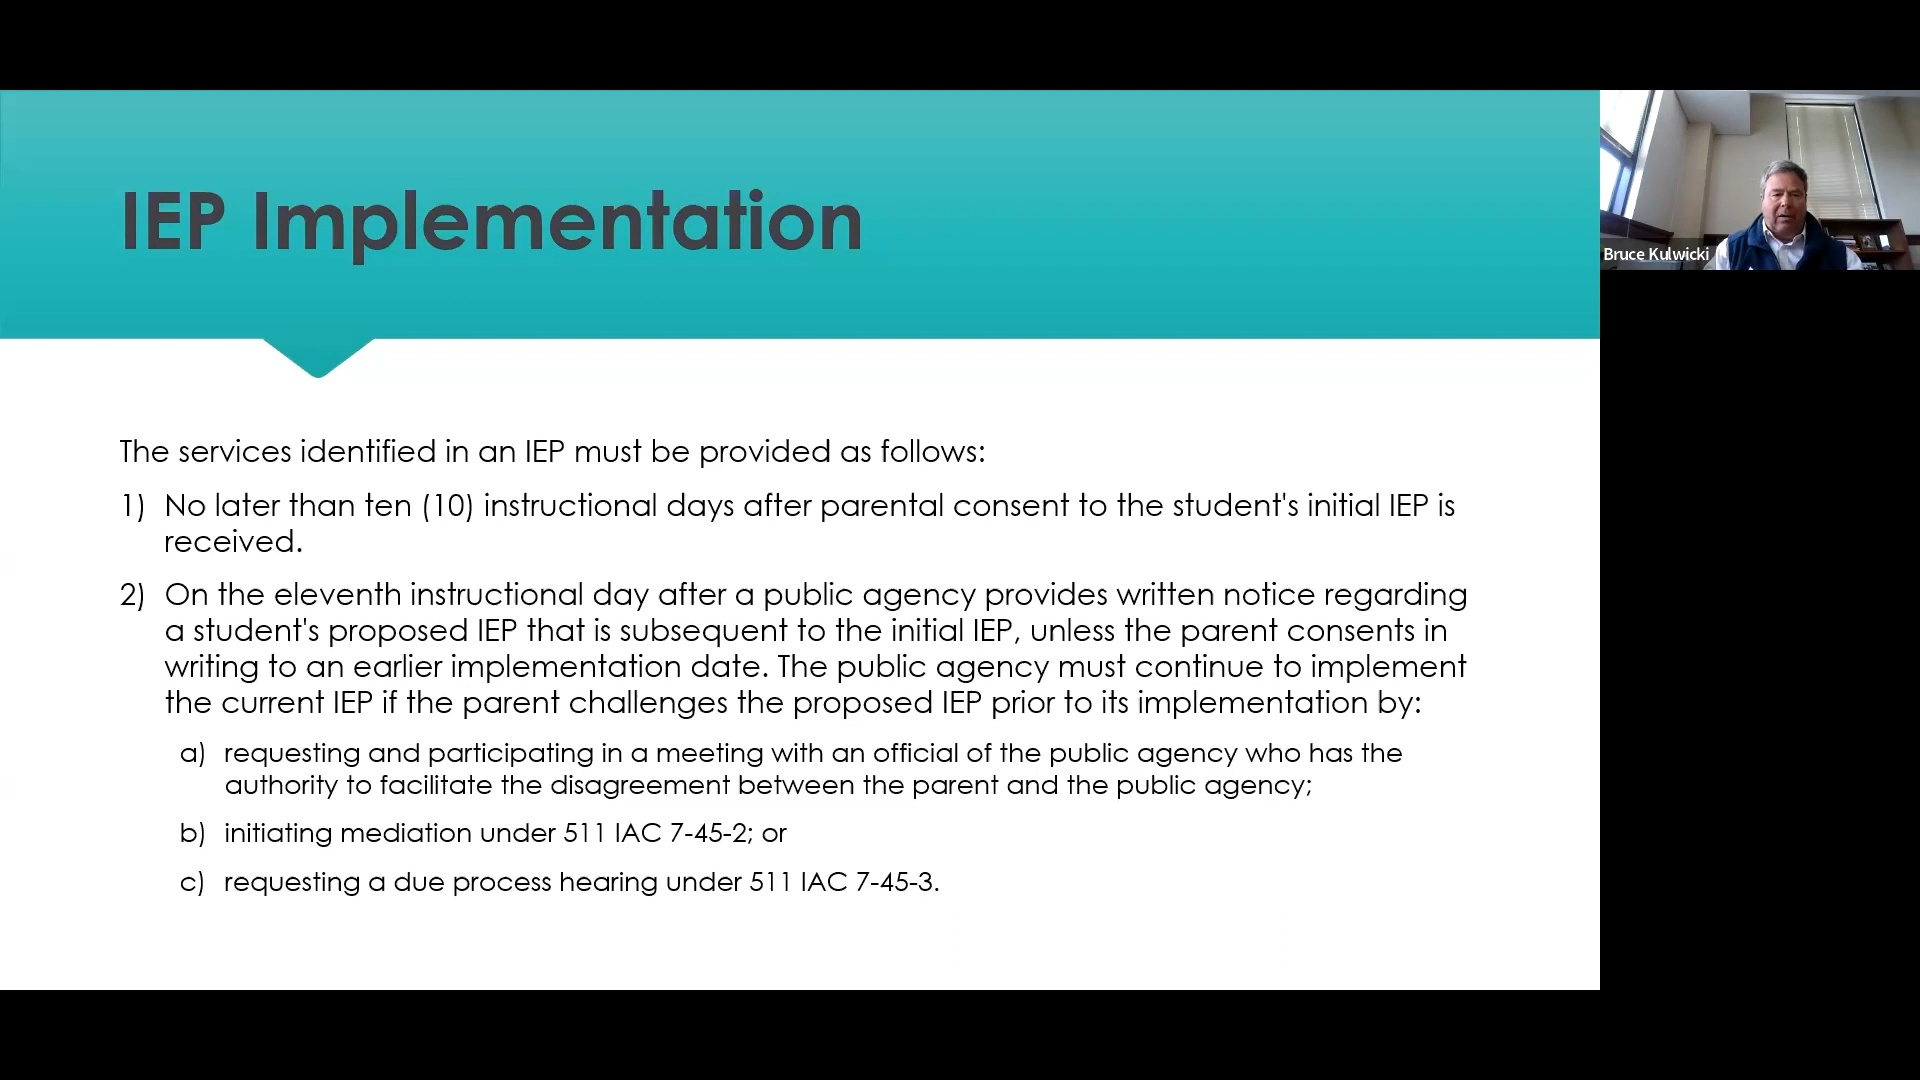 IEP Implementation
Bruce Kulwicki
The services identified in an IEP must be provided as follows:
1) No later than ten (10) instructional days after parental consent to the student's initial IEP is
received.
2) On the eleventh instructional day after a public agency provides written notice regarding
a student's proposed IEP that is subsequent to the initial IEP, unless the parent consents in
writing to an earlier implementation date. The public agency must continue to implement
the current IEP if the parent challenges the proposed IEP prior to its implementation by:
a) requesting and participating in a meeting with an official of the public agency who has the
authority to facilitate the disagreement between the parent and the public agency;
b) initiating mediation under 511 IAC 7-45-2; or
c) requesting a due process hearing under 511 IAC 7-45-3.